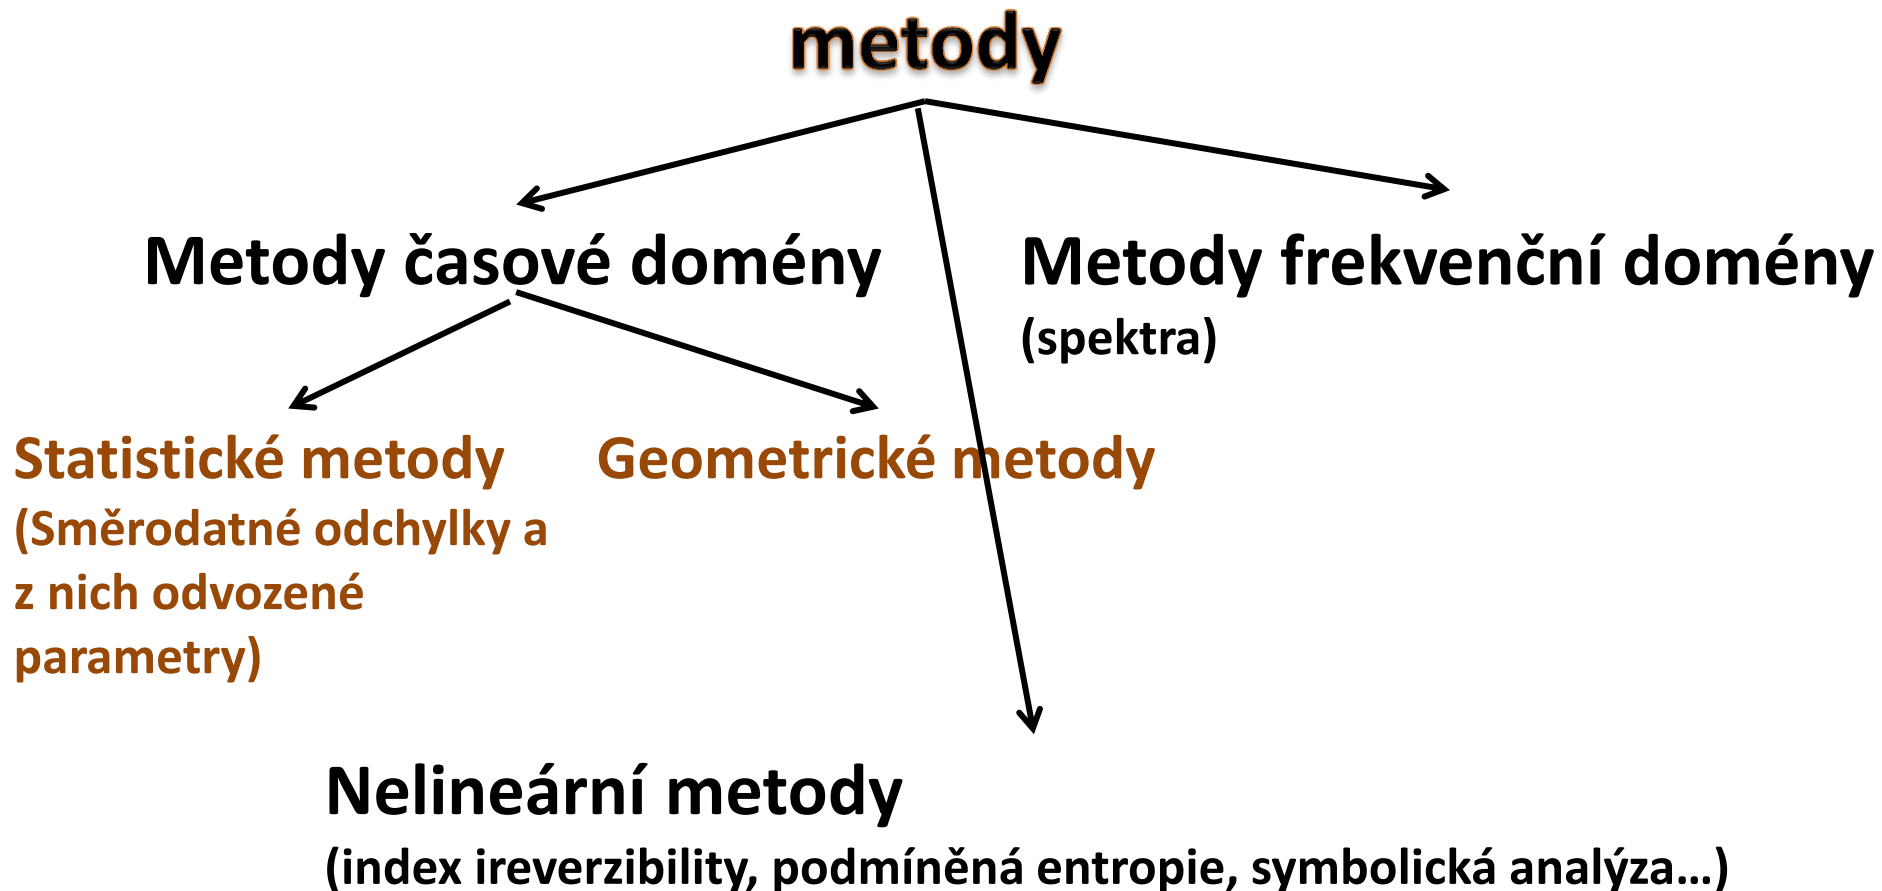 metody
Metody časové domény
Metody frekvenční domény
(spektra)
Statistické metody
(Směrodatné odchylky a
z nich odvozené
parametry)
Geometrické metody
Nelineární metody
(index ireverzibility, podmíněná entropie, symbolická analýza...)